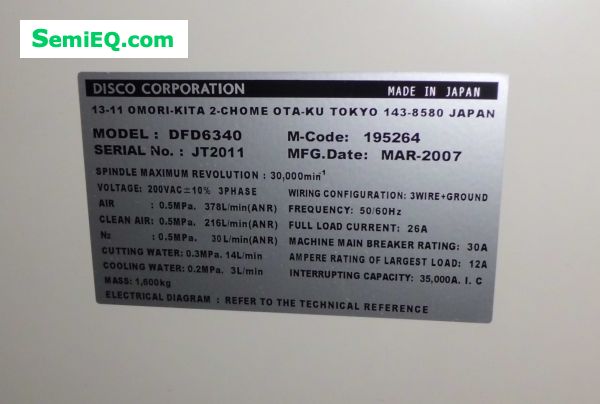 SemiEQ.com
DISCO CORPORATION MADE IN JAPAN
13-11 OMORI-KITA 2-CHOME OTA-KU TOKYO 143-8580 JAPAN
MODEL : DFD6340 M-Code: 195264
SERIAL No. : JT2011 MFG.Date: MAR-2007
SPINDLE MAXIMUM REVOLUTION : 30,000min⁻¹
VOLTAGE: 200VAC±10% 3PHASE WIRING CONFIGURATION: 3WIRE+GROUND
AIR : 0.5MPa. 378L/min(ANR) FREQUENCY: 50/60Hz
CLEAN AIR: 0.5MPa. 216L/min(ANR) FULL LOAD CURRENT: 26A
N₂ : 0.5MPa. 30L/min(ANR) MACHINE MAIN BREAKER RATING: 30A
CUTTING WATER: 0.3MPa. 14L/min AMPERE RATING OF LARGEST LOAD: 12A
COOLING WATER: 0.2MPa. 3L/min INTERRUPTING CAPACITY: 35,000A. I. C
MASS: 1,600kg
ELECTRICAL DIAGRAM : REFER TO THE TECHNICAL REFERENCE